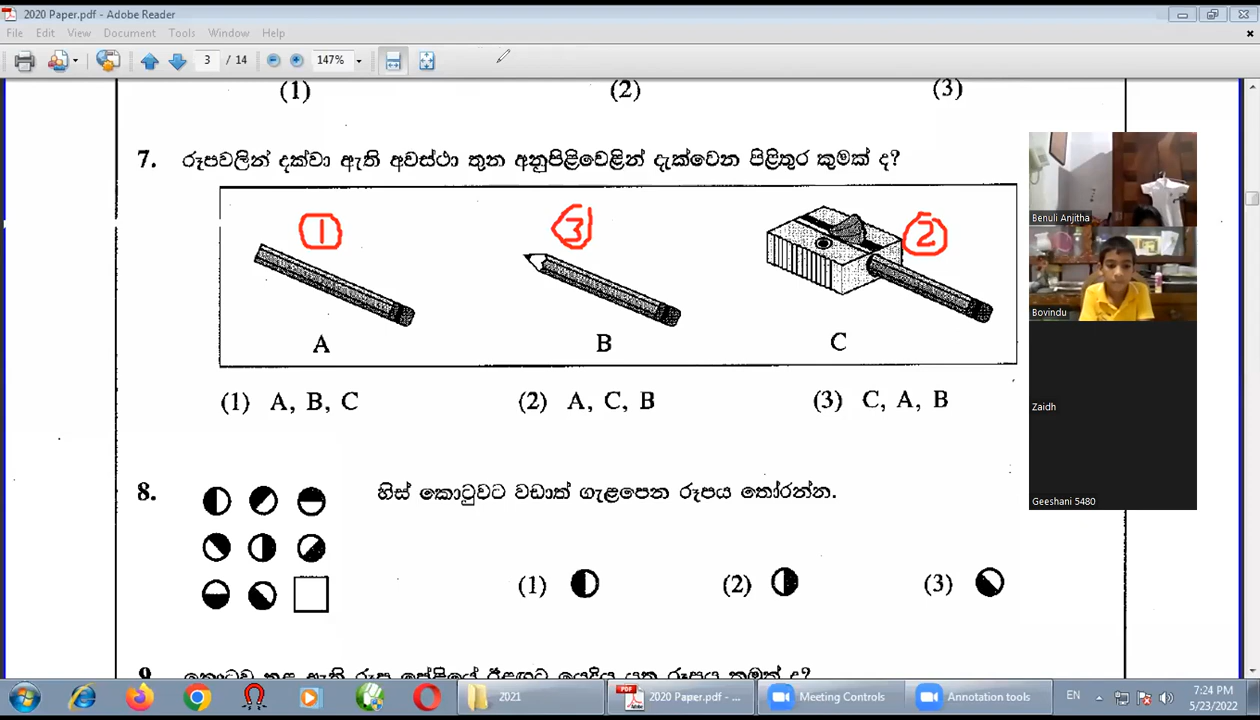 2020 Paper.pdf - Adobe Reader
File Edit View Document Tools Window Help
3 / 14 147%
(1) (2) (3)
7. රූපවලින් දක්වා ඇති අවස්ථා තුන අනුපිළිවෙළින් දැක්වෙන පිළිතුර කුමක් ද?
1 3 2
A B C
(1) A, B, C (2) A, C, B (3) C, A, B
8. හිස් කොටුවට වඩාත් ගැළපෙන රූපය තෝරන්න.
(1) (2) (3)
Benuli Anjitha
Bovindu
Zaidh
Geeshani 5480
2021 2020 Paper.pdf - ... Meeting Controls Annotation tools EN 7:24 PM
5/23/2022